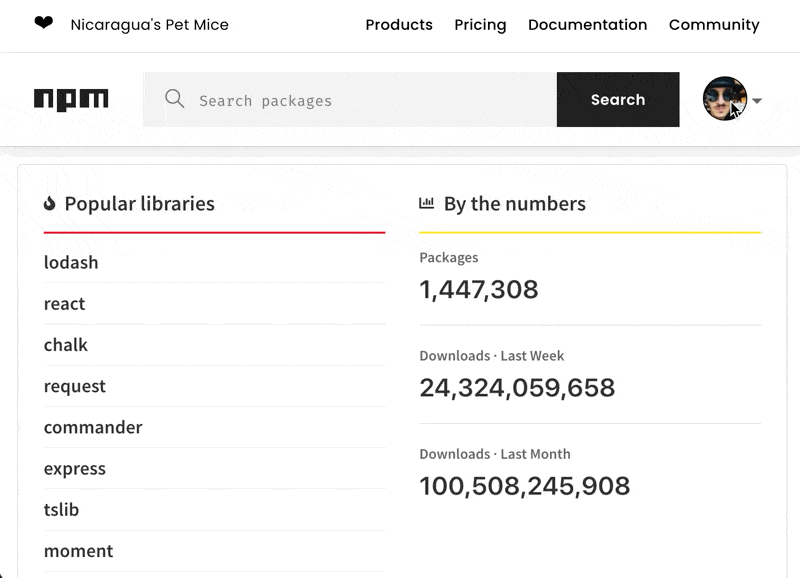 ❤ Nicaragua's Pet Mice
Products Pricing Documentation Community
npm
Search packages
Search
Popular libraries
lodash
react
chalk
request
commander
express
tslib
moment
By the numbers
Packages
1,447,308
Downloads · Last Week
24,324,059,658
Downloads · Last Month
100,508,245,908